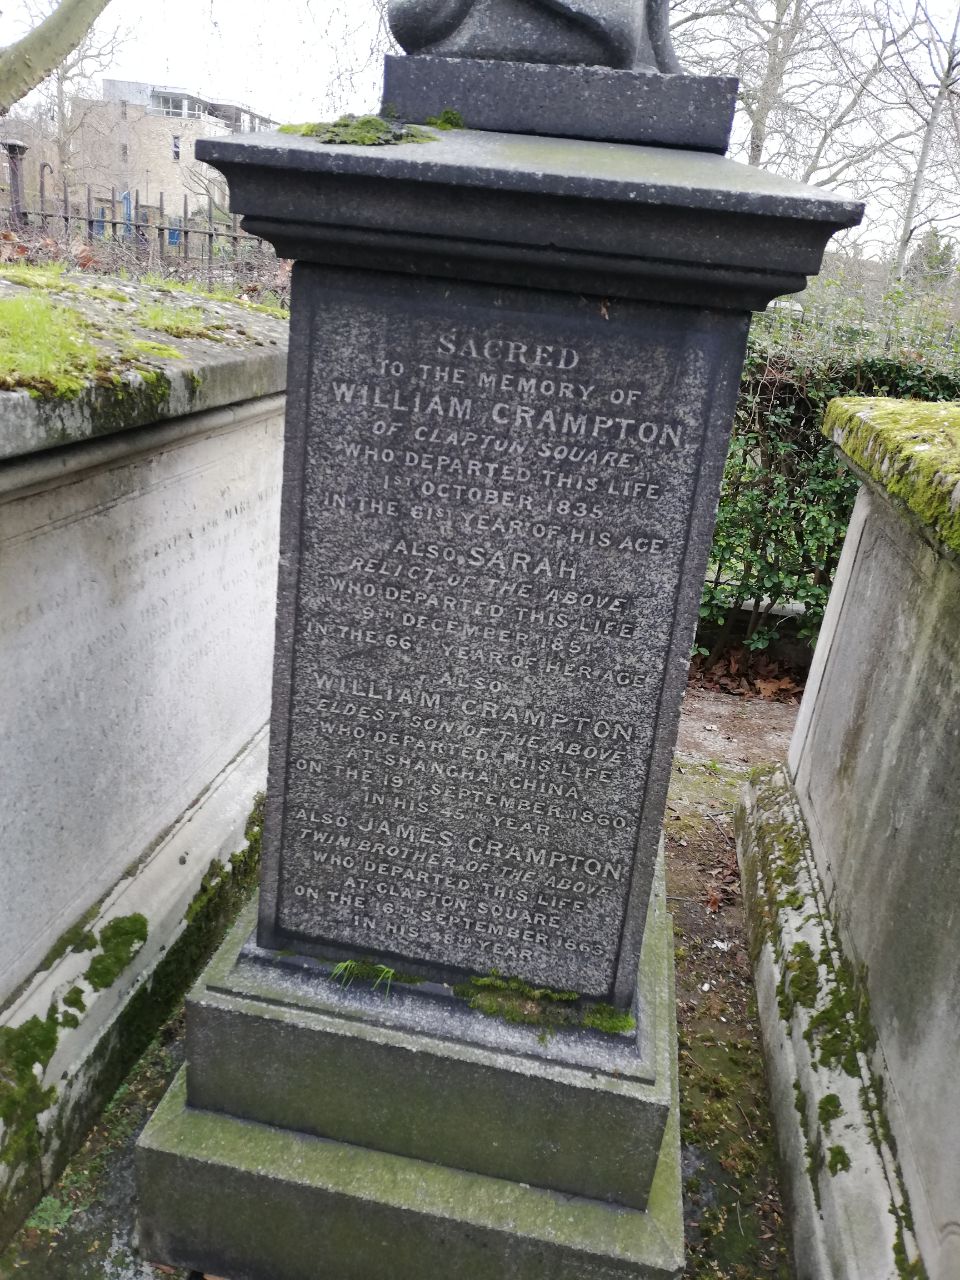 SACRED
TO THE MEMORY OF
WILLIAM CRAMPTON
OF CLAPTON SQUARE
WHO DEPARTED THIS LIFE
1ST OCTOBER 1835.
IN THE 61ST YEAR OF HIS AGE.
ALSO, SARAH
RELICT OF THE ABOVE
WHO DEPARTED THIS LIFE
9TH DECEMBER 1851.
IN THE 66TH YEAR OF HER AGE.
ALSO
WILLIAM CRAMPTON
ELDEST SON OF THE ABOVE
WHO DEPARTED THIS LIFE
AT SHANGHAI CHINA
ON THE 19TH SEPTEMBER 1860.
IN HIS 45TH YEAR
ALSO JAMES CRAMPTON
TWIN BROTHER OF THE ABOVE
WHO DEPARTED THIS LIFE
AT CLAPTON SQUARE
ON THE 16TH SEPTEMBER 1863
IN HIS 48TH YEAR.